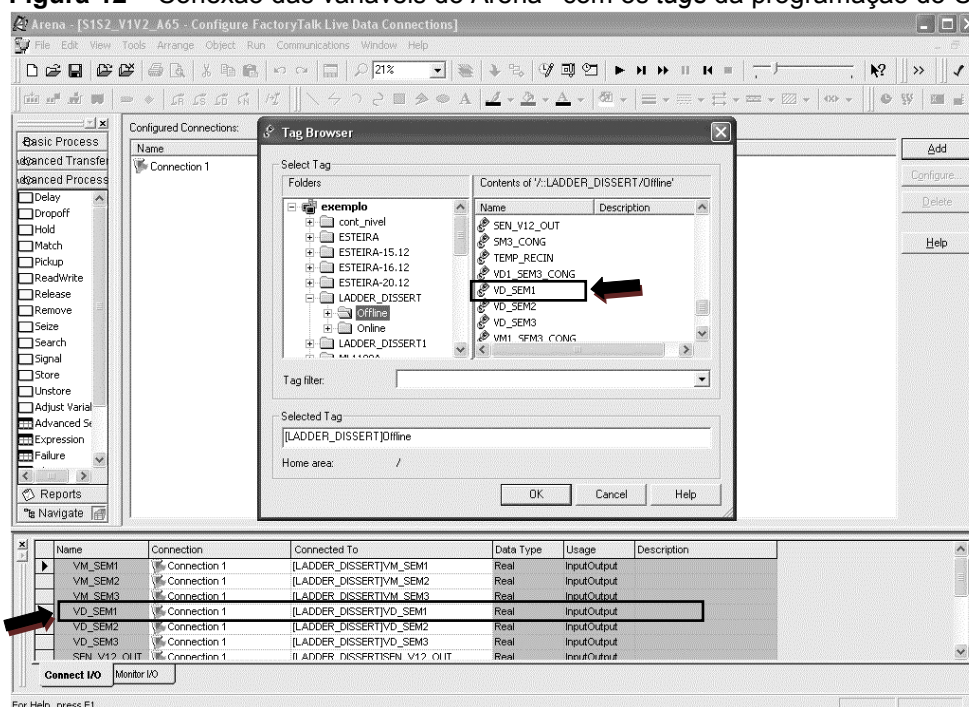 Figura 42 – Conexão das variáveis do Arena com os tags da programação do
Arena - [S1S2_V1V2_A65 - Configure FactoryTalk Live Data Connections]
File Edit View Tools Arrange Object Run Communications Window Help
21%
Basic Process
Advanced Process
Delay
Dropoff
Hold
Match
Pickup
ReadWrite
Release
Remove
Seize
Search
Signal
Store
Unstore
Adjust Varial
Advanced Se
Expression
Failure
Reports
Navigate
Configured Connections:
Name
Connection 1
Add
Configure...
Delete
Help
Tag Browser
Select Tag
Folders
exemplo
cont_nivel
ESTEIRA
ESTEIRA-15.12
ESTEIRA-16.12
ESTEIRA-20.12
LADDER_DISSERT
Offline
Online
LADDER_DISSERT1
Contents of '/::LADDER_DISSERT/Offline'
Name Description
SEN_V12_OUT
SM3_CONG
TEMP_RECIN
VD1_SEM3_CONG
VD_SEM1
VD_SEM2
VD_SEM3
VM1_SEM3_CONG
Tag filter:
Selected Tag
[LADDER_DISSERT]Offline
Home area: /
OK Cancel Help
Name Connection Connected To Data Type Usage Description
VM_SEM1 Connection 1 [LADDER_DISSERT]VM_SEM1 Real InputOutput
VM_SEM2 Connection 1 [LADDER_DISSERT]VM_SEM2 Real InputOutput
VM_SEM3 Connection 1 [LADDER_DISSERT]VM_SEM3 Real InputOutput
VD_SEM1 Connection 1 [LADDER_DISSERT]VD_SEM1 Real InputOutput
VD_SEM2 Connection 1 [LADDER_DISSERT]VD_SEM2 Real InputOutput
VD_SEM3 Connection 1 [LADDER_DISSERT]VD_SEM3 Real InputOutput
SEN_V12_OUT Connection 1 [LADDER_DISSERT]SEN_V12_OUT Real InputOutput
Connect I/O Monitor I/O
For Help, press F1